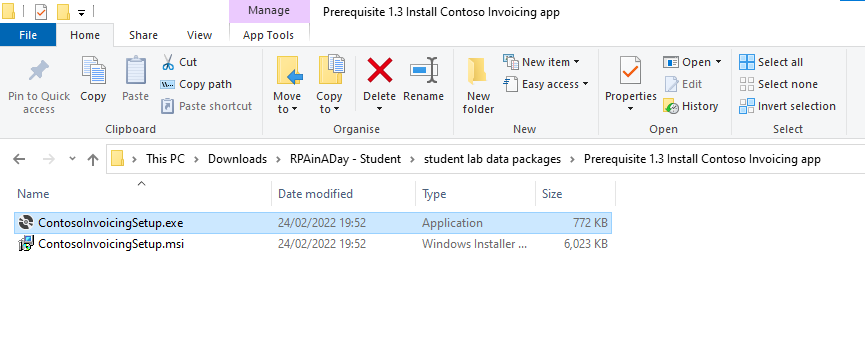 Manage
Prerequisite 1.3 Install Contoso Invoicing app
File
Home
Share
View
App Tools
Pin to Quick access
Copy
Paste
Cut
Copy path
Paste shortcut
Clipboard
Move to
Copy to
Delete
Rename
Organise
New folder
New item
Easy access
New
Properties
Open
Edit
History
Open
Select all
Select none
Invert selection
Select
This PC > Downloads > RPAinADay - Student > student lab data packages > Prerequisite 1.3 Install Contoso Invoicing app
Name Date modified Type Size
ContosoInvoicingSetup.exe 24/02/2022 19:52 Application 772 KB
ContosoInvoicingSetup.msi 24/02/2022 19:52 Windows Installer ... 6,023 KB